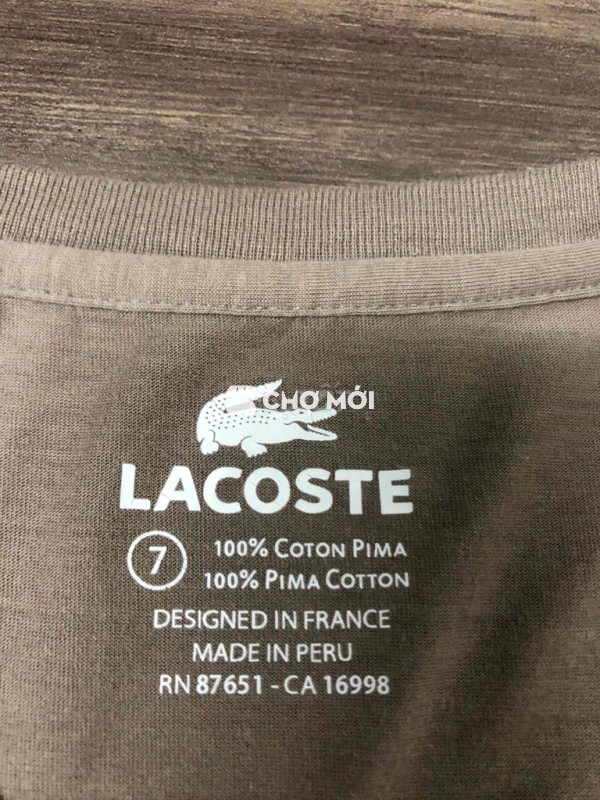 CHỢ MỚI
LACOSTE
7
100% COTON PIMA
100% PIMA COTTON
DESIGNED IN FRANCE
MADE IN PERU
RN 87651 - CA 16998